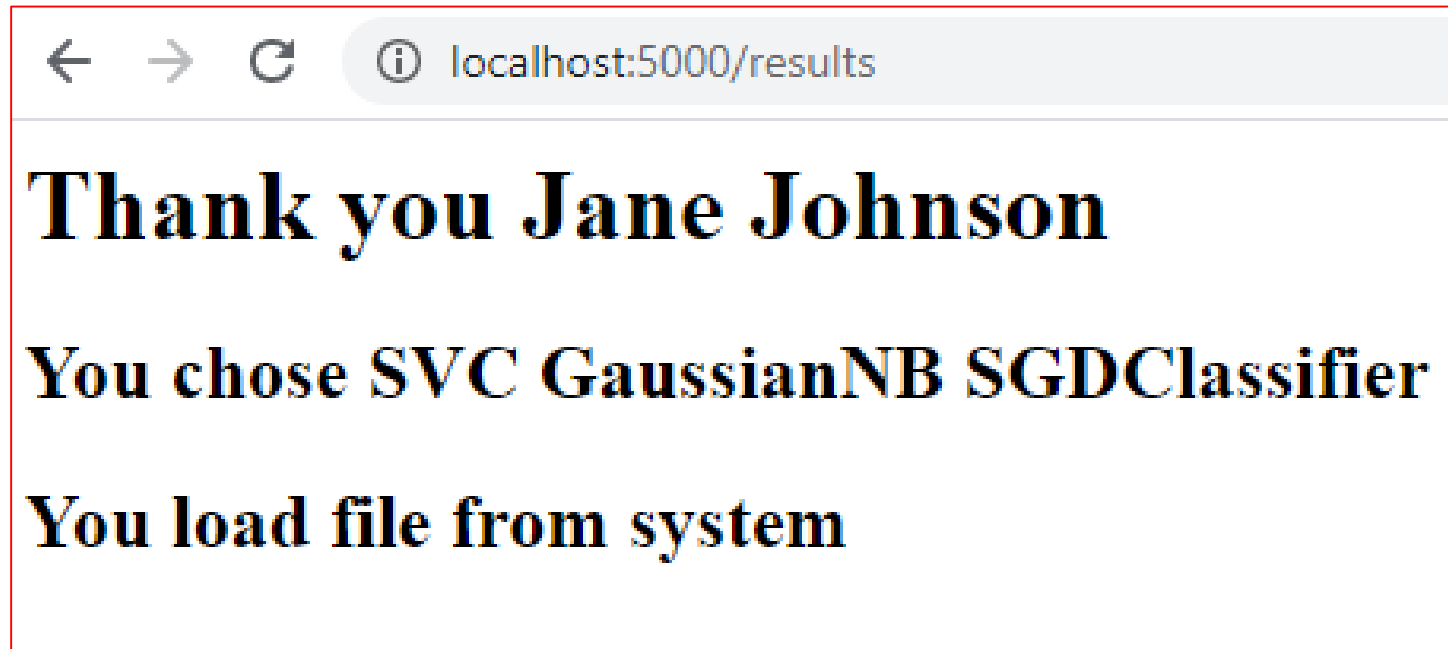 localhost:5000/results
Thank you Jane Johnson
You chose SVC GaussianNB SGDClassifier
You load file from system